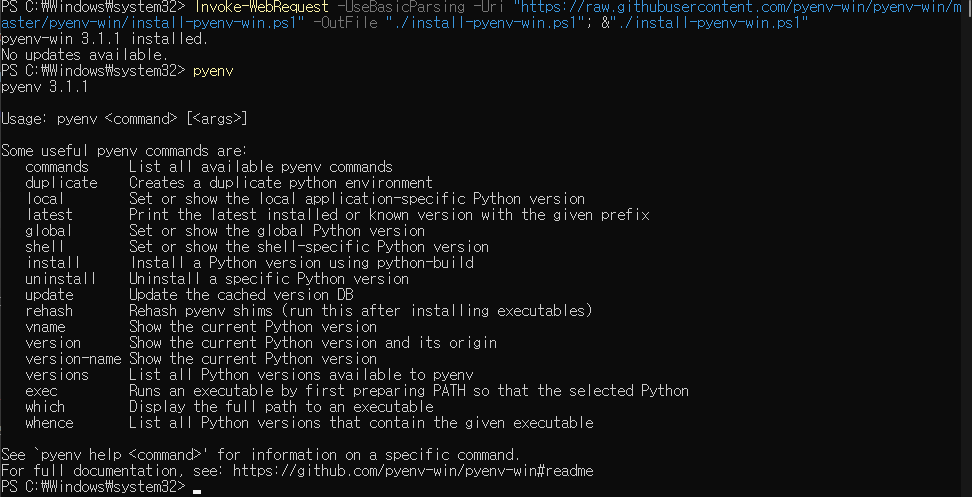 PS C:₩Windows₩system32> Invoke-WebRequest -UseBasicParsing -Uri "https://raw.githubusercontent.com/pyenv-win/pyenv-win/m
aster/pyenv-win/install-pyenv-win.ps1" -OutFile "./install-pyenv-win.ps1"; &"./install-pyenv-win.ps1"
pyenv-win 3.1.1 installed.
No updates available.
PS C:₩Windows₩system32> pyenv
pyenv 3.1.1
Usage: pyenv <command> [<args>]
Some useful pyenv commands are:
commands     List all available pyenv commands
duplicate    Creates a duplicate python environment
local        Set or show the local application-specific Python version
latest       Print the latest installed or known version with the given prefix
global       Set or show the global Python version
shell        Set or show the shell-specific Python version
install      Install a Python version using python-build
uninstall    Uninstall a specific Python version
update       Update the cached version DB
rehash       Rehash pyenv shims (run this after installing executables)
vname        Show the current Python version
version      Show the current Python version and its origin
version-name Show the current Python version
versions     List all Python versions available to pyenv
exec         Runs an executable by first preparing PATH so that the selected Python
which        Display the full path to an executable
whence       List all Python versions that contain the given executable
See `pyenv help <command>' for information on a specific command.
For full documentation, see: https://github.com/pyenv-win/pyenv-win#readme
PS C:₩Windows₩system32>